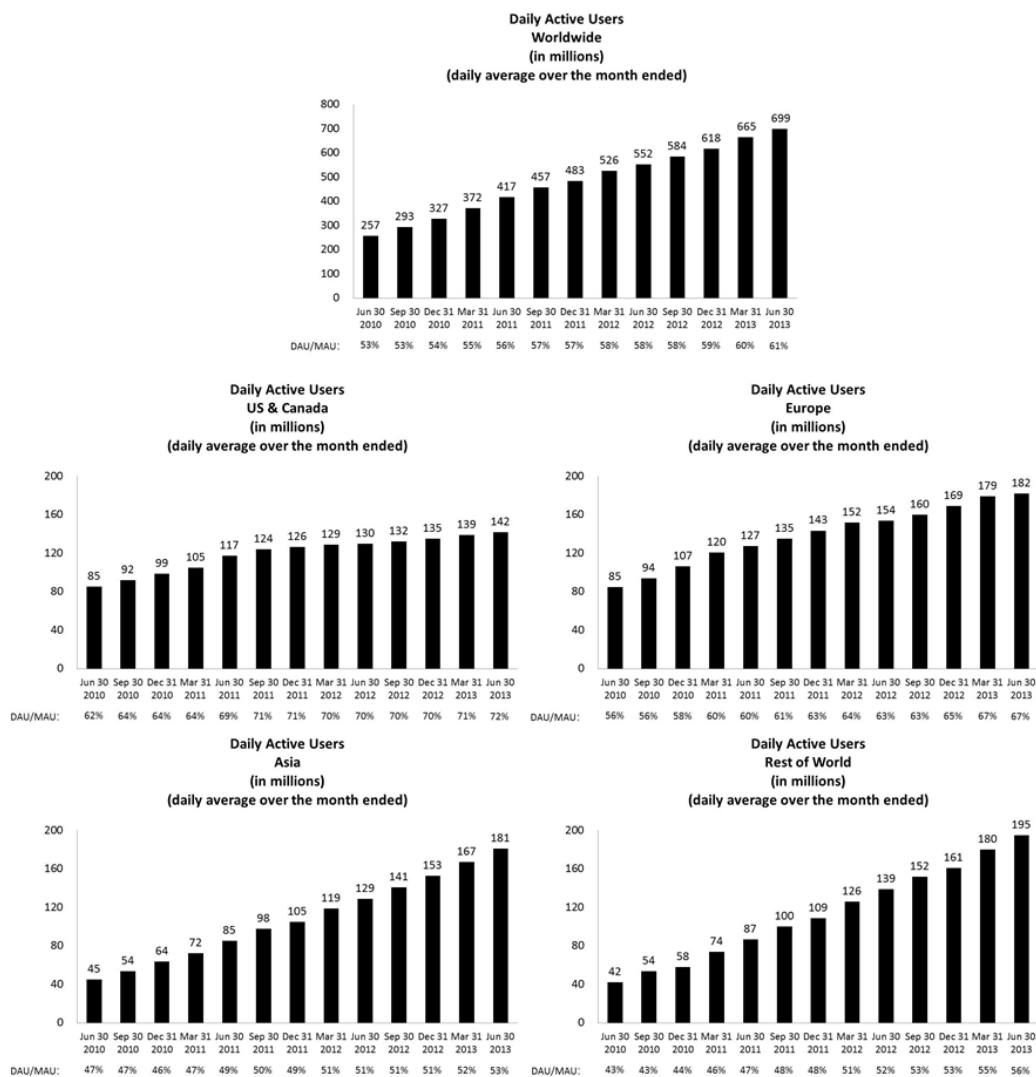 Daily Active Users
Worldwide
(in millions)
(daily average over the month ended)
800
700
600
500
400
300
200
100
0
257 293 327 372 417 457 483 526 552 584 618 665 699
Jun 30 Sep 30 Dec 31 Mar 31 Jun 30 Sep 30 Dec 31 Mar 31 Jun 30 Sep 30 Dec 31 Mar 31 Jun 30
2010 2010 2010 2011 2011 2011 2011 2012 2012 2012 2012 2013 2013
DAU/MAU: 53% 53% 54% 55% 56% 57% 57% 58% 58% 58% 59% 60% 61%
Daily Active Users
US & Canada
(in millions)
(daily average over the month ended)
200
160
120
80
40
0
85 92 99 105 117 124 126 129 130 132 135 139 142
Jun 30 Sep 30 Dec 31 Mar 31 Jun 30 Sep 30 Dec 31 Mar 31 Jun 30 Sep 30 Dec 31 Mar 31 Jun 30
2010 2010 2010 2011 2011 2011 2011 2012 2012 2012 2012 2013 2013
DAU/MAU: 62% 64% 64% 64% 69% 71% 71% 70% 70% 70% 70% 71% 72%
Daily Active Users
Europe
(in millions)
(daily average over the month ended)
200
160
120
80
40
0
85 94 107 120 127 135 143 152 154 160 169 179 182
Jun 30 Sep 30 Dec 31 Mar 31 Jun 30 Sep 30 Dec 31 Mar 31 Jun 30 Sep 30 Dec 31 Mar 31 Jun 30
2010 2010 2010 2011 2011 2011 2011 2012 2012 2012 2012 2013 2013
DAU/MAU: 56% 56% 58% 60% 60% 61% 63% 64% 63% 63% 65% 67% 67%
Daily Active Users
Asia
(in millions)
(daily average over the month ended)
200
160
120
80
40
0
45 54 64 72 85 98 105 119 129 141 153 167 181
Jun 30 Sep 30 Dec 31 Mar 31 Jun 30 Sep 30 Dec 31 Mar 31 Jun 30 Sep 30 Dec 31 Mar 31 Jun 30
2010 2010 2010 2011 2011 2011 2011 2012 2012 2012 2012 2013 2013
DAU/MAU: 47% 47% 46% 47% 49% 50% 49% 51% 51% 51% 51% 52% 53%
Daily Active Users
Rest of World
(in millions)
(daily average over the month ended)
200
160
120
80
40
0
42 54 58 74 87 100 109 126 139 152 161 180 195
Jun 30 Sep 30 Dec 31 Mar 31 Jun 30 Sep 30 Dec 31 Mar 31 Jun 30 Sep 30 Dec 31 Mar 31 Jun 30
2010 2010 2010 2011 2011 2011 2011 2012 2012 2012 2012 2013 2013
DAU/MAU: 43% 43% 44% 46% 47% 48% 48% 51% 52% 53% 53% 55% 56%